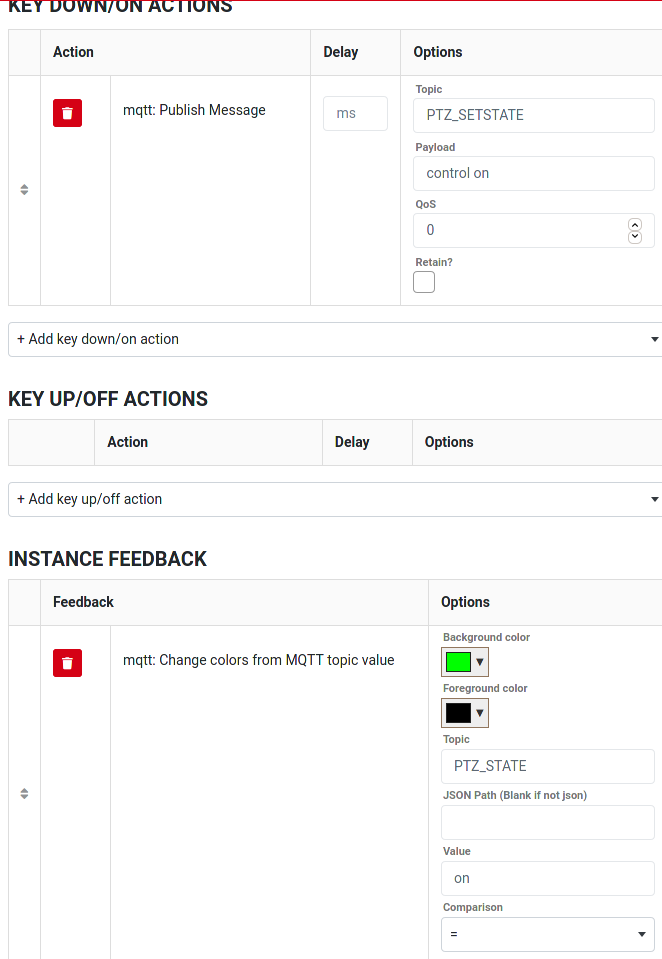 KEY DOWN/ON ACTIONS
Action Delay Options
mqtt: Publish Message
ms
Topic
PTZ_SETSTATE
Payload
control on
QoS
0
Retain?
+ Add key down/on action
KEY UP/OFF ACTIONS
Action Delay Options
+ Add key up/off action
INSTANCE FEEDBACK
Feedback Options
mqtt: Change colors from MQTT topic value
Background color
Foreground color
Topic
PTZ_STATE
JSON Path (Blank if not json)
Value
on
Comparison
=